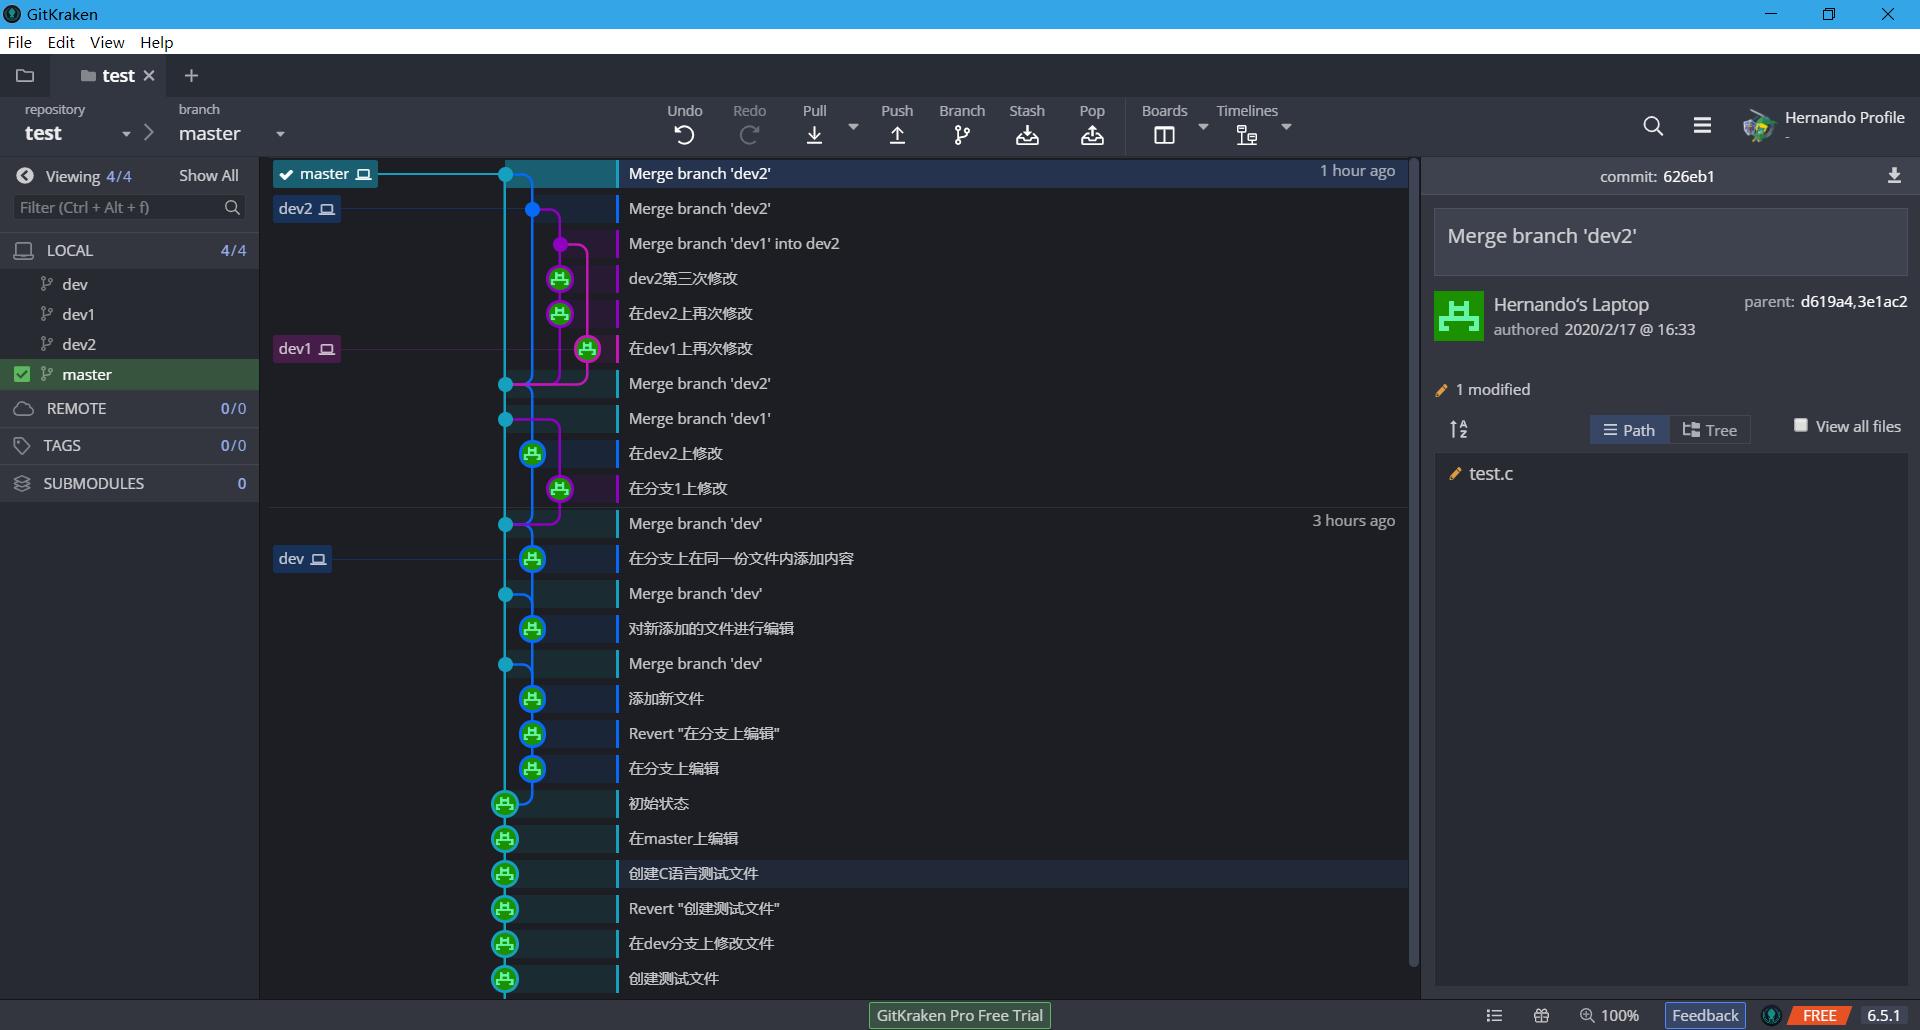 GitKraken
File Edit View Help
test
repository
test
branch
master
Undo
Redo
Pull
Push
Branch
Stash
Pop
Boards
Timelines
Hernando Profile
-
Viewing 4/4 Show All
Filter (Ctrl + Alt + f)
LOCAL 4/4
dev
dev1
dev2
master
REMOTE 0/0
TAGS 0/0
SUBMODULES 0
master Merge branch 'dev2' 1 hour ago
dev2 Merge branch 'dev2'
Merge branch 'dev1' into dev2
dev2第三次修改
在dev2上再次修改
dev1 在dev1上再次修改
Merge branch 'dev2'
Merge branch 'dev1'
在dev2上修改
在分支1上修改
Merge branch 'dev' 3 hours ago
dev 在分支上在同一份文件内添加内容
Merge branch 'dev'
对新添加的文件进行编辑
Merge branch 'dev'
添加新文件
Revert "在分支上编辑"
在分支上编辑
初始状态
在master上编辑
创建C语言测试文件
Revert "创建测试文件"
在dev分支上修改文件
创建测试文件
commit: 626eb1
Merge branch 'dev2'
Hernando‘s Laptop
authored 2020/2/17 @ 16:33
parent: d619a4,3e1ac2
1 modified
Path Tree View all files
test.c
GitKraken Pro Free Trial
100%
Feedback
FREE
6.5.1